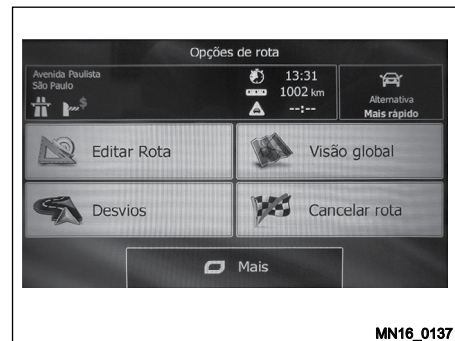 Opções de rota
Avenida Paulista
São Paulo
13:31
1002 km
--:--
Alternativa
Mais rápido
$
Editar Rota
Visão global
Desvios
Cancelar rota
Mais
MN16_0137